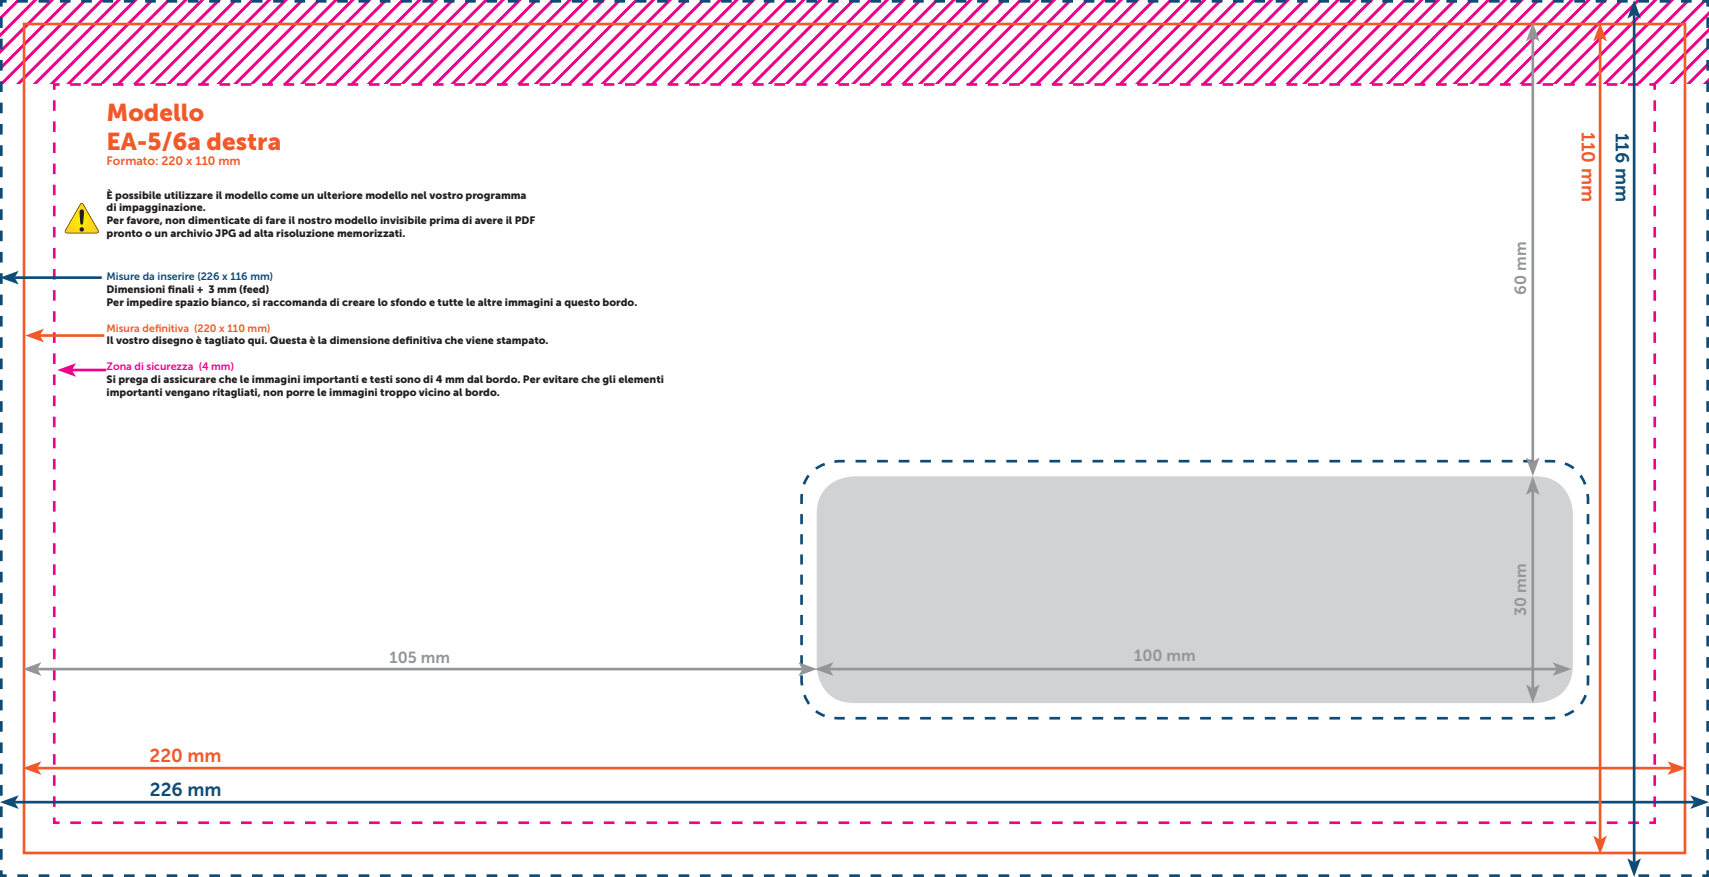 Modello
EA-5/6a destra
Formato: 220 x 110 mm
È possibile utilizzare il modello come un ulteriore modello nel vostro programma
di impagginazione.
Per favore, non dimenticate di fare il nostro modello invisibile prima di avere il PDF
pronto o un archivio JPG ad alta risoluzione memorizzati.
Misure da inserire (226 x 116 mm)
Dimensioni finali + 3 mm (feed)
Per impedire spazio bianco, si raccomanda di creare lo sfondo e tutte le altre immagini a questo bordo.
Misura definitiva (220 x 110 mm)
Il vostro disegno è tagliato qui. Questa è la dimensione definitiva che viene stampato.
Zona di sicurezza (4 mm)
Si prega di assicurare che le immagini importanti e testi sono di 4 mm dal bordo. Per evitare che gli elementi
importanti vengano ritagliati, non porre le immagini troppo vicino al bordo.
110 mm
116 mm
60 mm
30 mm
105 mm
100 mm
220 mm
226 mm